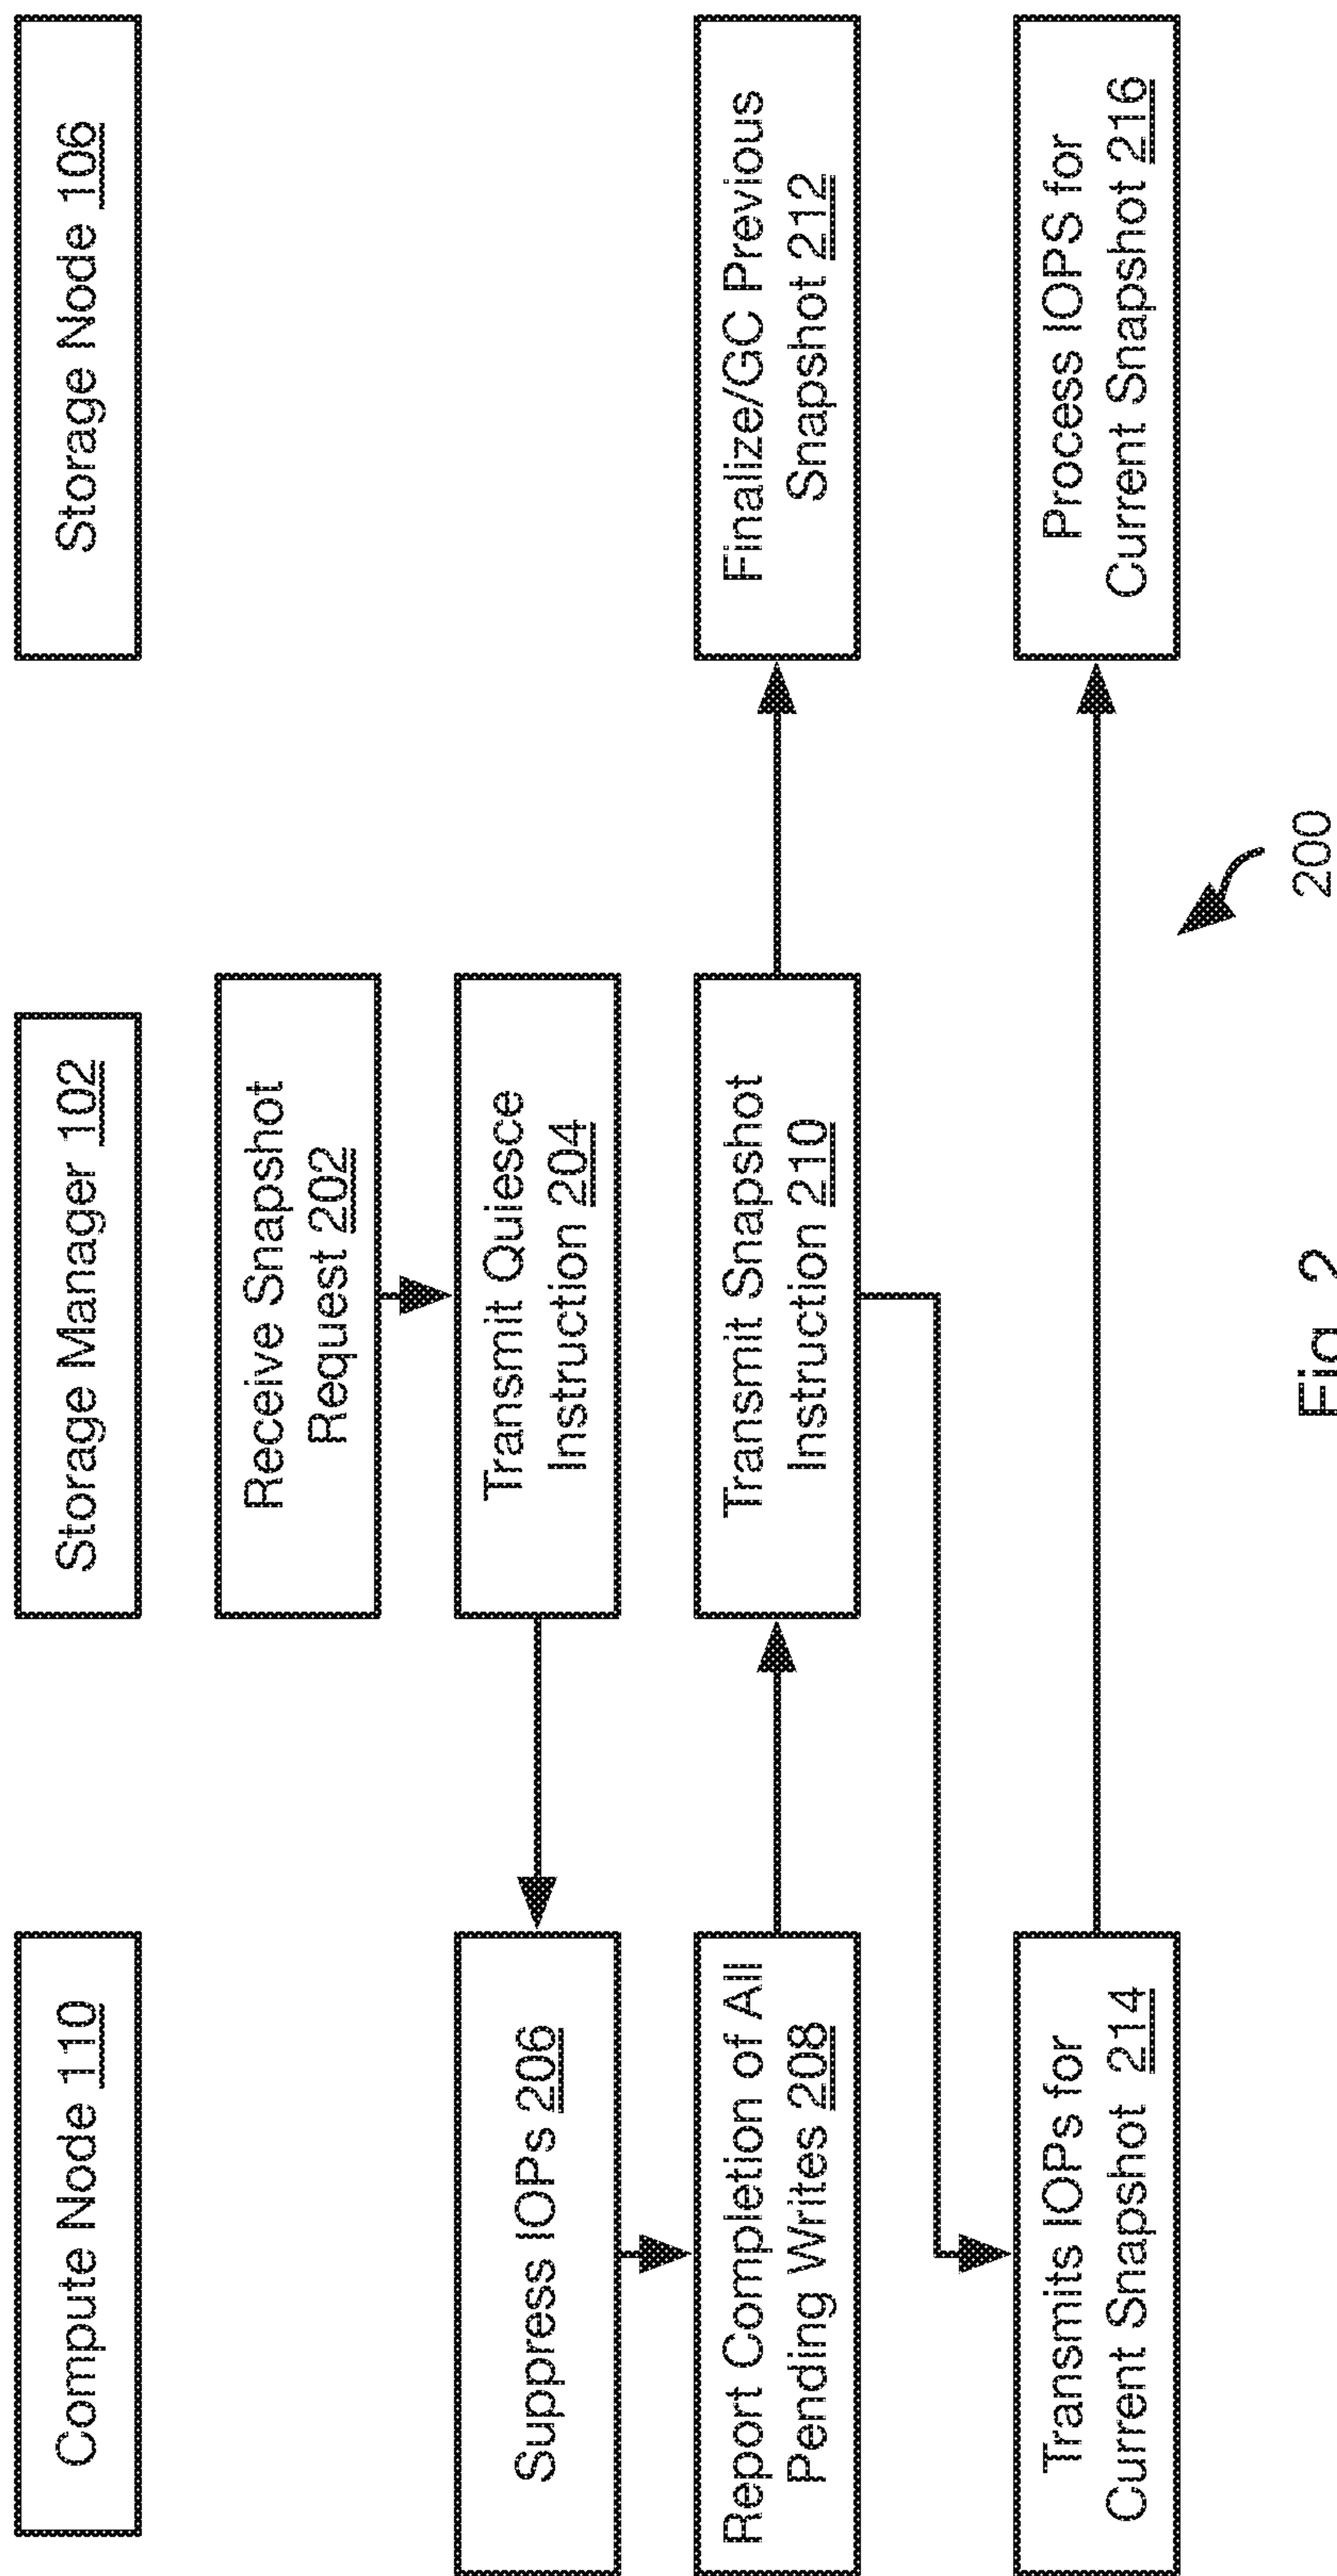 Compute Node 110
Storage Manager 102
Storage Node 106
Receive Snapshot
Request 202
Suppress IOPs 206
Transmit Quiesce
Instruction 204
Report Completion of All
Pending Writes 208
Transmit Snapshot
Instruction 210
Finalize/GC Previous
Snapshot 212
Transmits IOPs for
Current Snapshot 214
Process IOPS for
Current Snapshot 216
200
Fig. 2